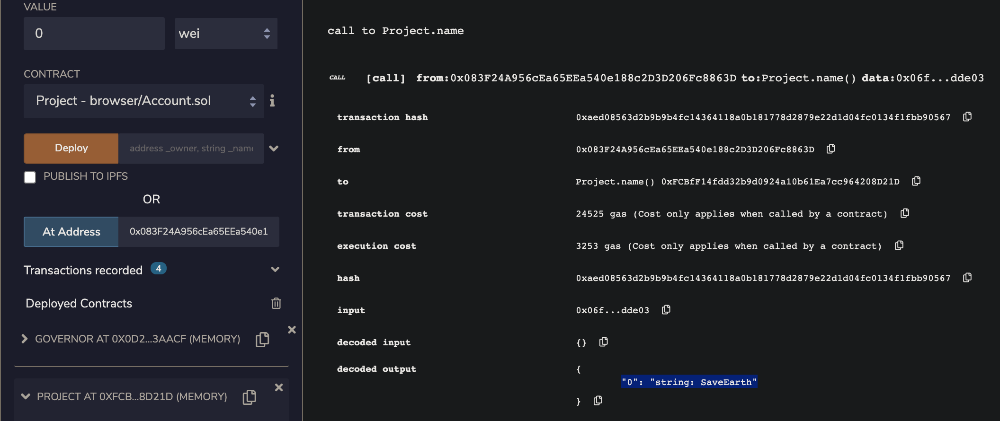 VALUE
0
wei
CONTRACT
Project - browser/Account.sol
Deploy
address _owner, string _name
PUBLISH TO IPFS
OR
At Address
0x083F24A956cEa65EEa540e1
Transactions recorded 4
Deployed Contracts
GOVERNOR AT 0X0D2...3AACF (MEMORY)
PROJECT AT 0XFCB...8D21D (MEMORY)
call to Project.name
CALL [call] from:0x083F24A956cEa65EEa540e188c2D3D206Fc8863D to:Project.name() data:0x06f...dde03
transaction hash 0xaed08563d2b9b9b4fc14364118a0b181778d2879e22d1d04fc0134f1fbb90567
from 0x083F24A956cEa65EEa540e188c2D3D206Fc8863D
to Project.name() 0xFCBfF14fdd32b9d0924a10b61Ea7cc964208D21D
transaction cost 24525 gas (Cost only applies when called by a contract)
execution cost 3253 gas (Cost only applies when called by a contract)
hash 0xaed08563d2b9b9b4fc14364118a0b181778d2879e22d1d04fc0134f1fbb90567
input 0x06f...dde03
decoded input {}
decoded output {
"0": "string: SaveEarth"
}